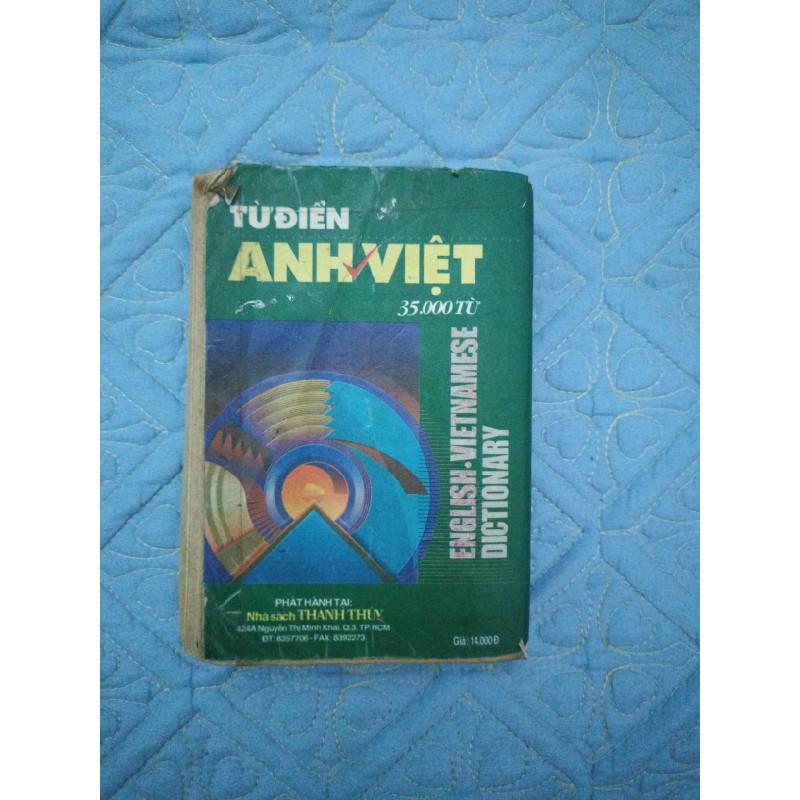 TỪ ĐIỂN
ANH VIỆT
35.000 TỪ
ENGLISH • VIETNAMESE
DICTIONARY
PHÁT HÀNH TẠI:
Nhà sách THANH THỦY
424A Nguyễn Thị Minh Khai. Q.3. TP.HCM
ĐT: 8357706 - FAX: 8392273
Giá: 14.000 Đ